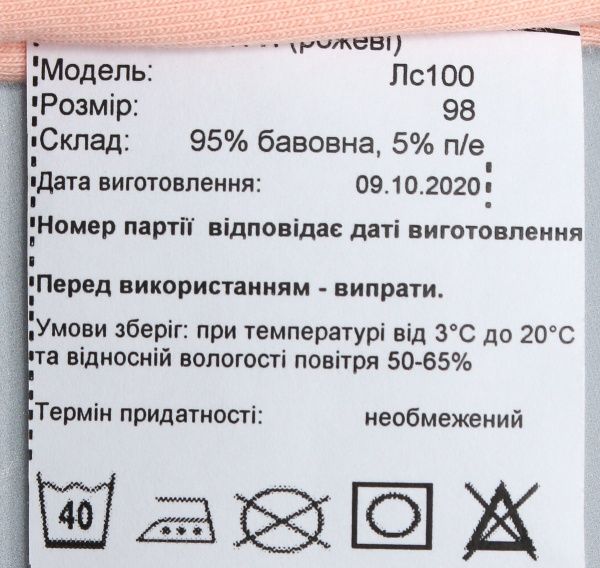 (рожеві)
Модель: Лс100
Розмір: 98
Склад: 95% бавовна, 5% п/е
Дата виготовлення: 09.10.2020
Номер партії відповідає даті виготовлення
Перед використанням - випрати.
Умови зберіг: при температурі від 3°С до 20°С
та відносній вологості повітря 50-65%
Термін придатності: необмежений
40